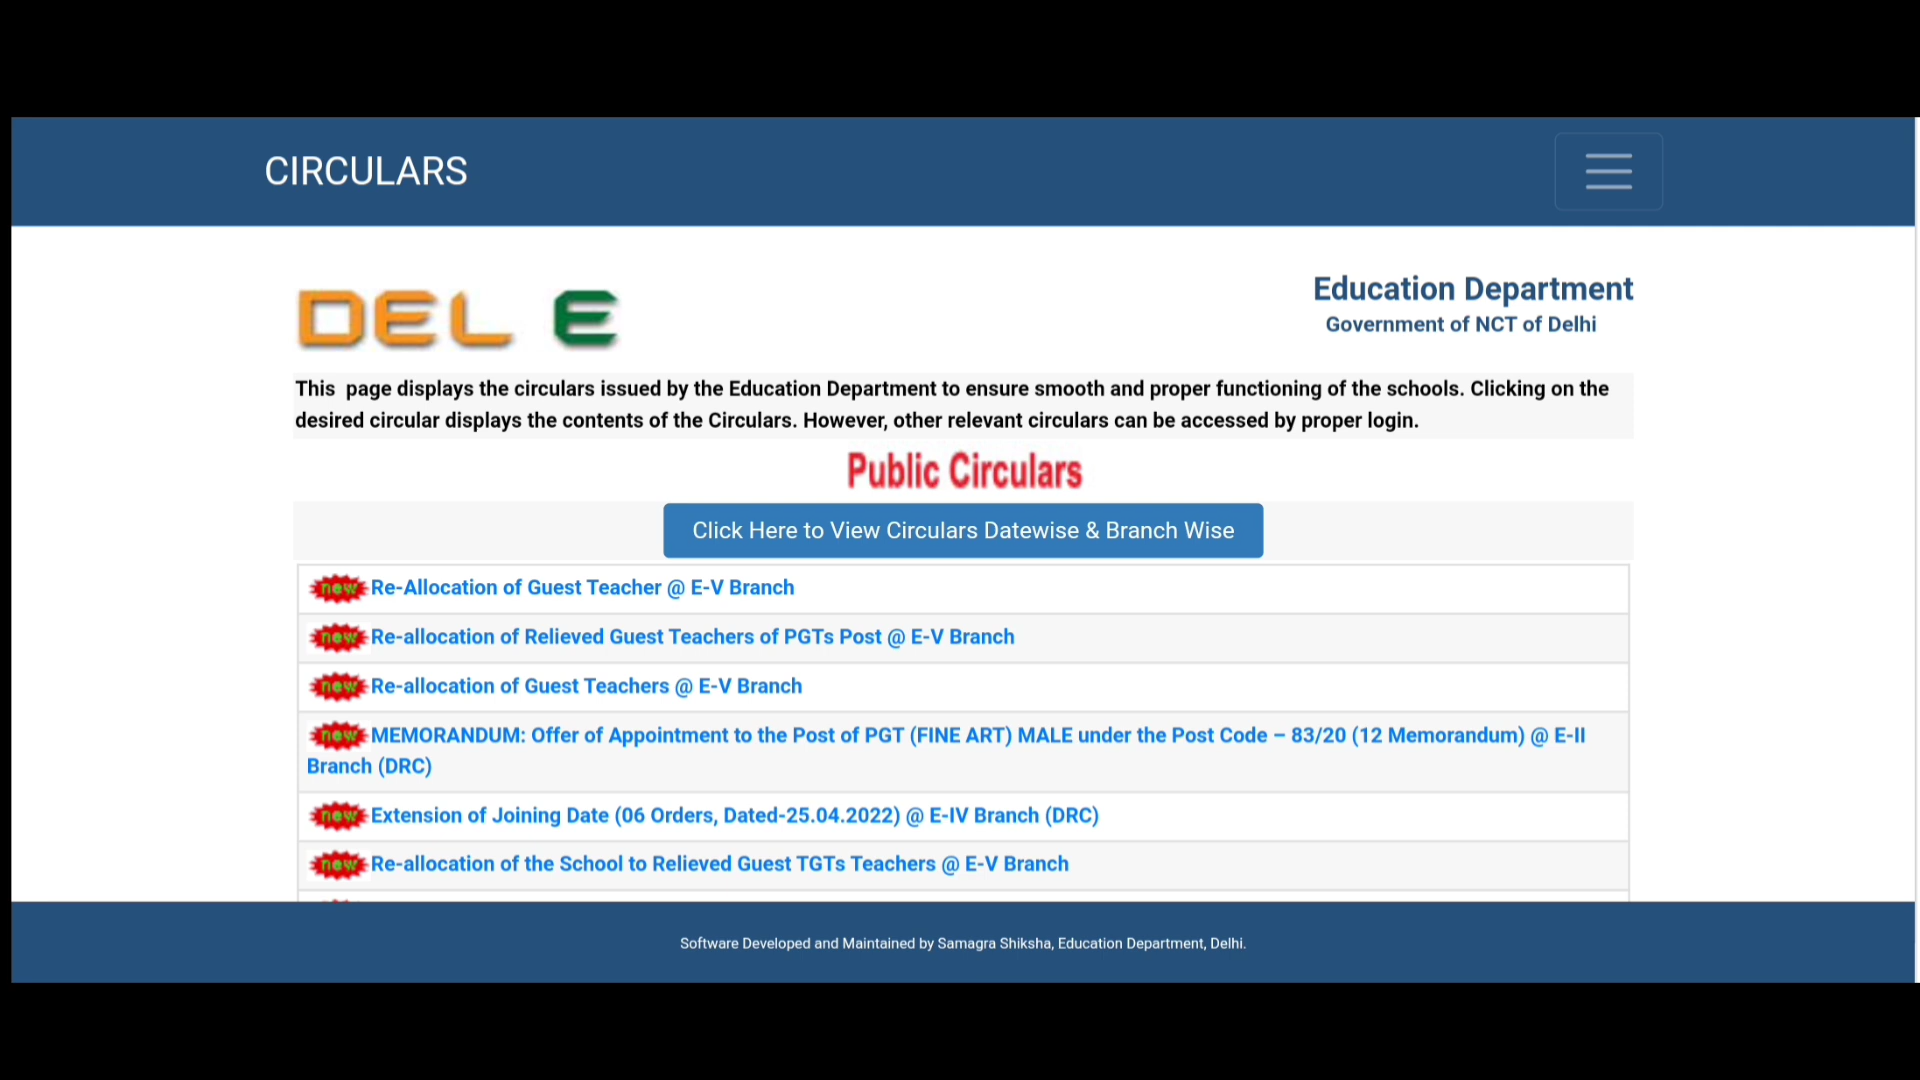 CIRCULARS
DEL E
Education Department
Government of NCT of Delhi
This page displays the circulars issued by the Education Department to ensure smooth and proper functioning of the schools. Clicking on the
desired circular displays the contents of the Circulars. However, other relevant circulars can be accessed by proper login.
Public Circulars
Click Here to View Circulars Datewise & Branch Wise
new Re-Allocation of Guest Teacher @ E-V Branch
new Re-allocation of Relieved Guest Teachers of PGTs Post @ E-V Branch
new Re-allocation of Guest Teachers @ E-V Branch
new MEMORANDUM: Offer of Appointment to the Post of PGT (FINE ART) MALE under the Post Code – 83/20 (12 Memorandum) @ E-II
Branch (DRC)
new Extension of Joining Date (06 Orders, Dated-25.04.2022) @ E-IV Branch (DRC)
new Re-allocation of the School to Relieved Guest TGTs Teachers @ E-V Branch
Software Developed and Maintained by Samagra Shiksha, Education Department, Delhi.